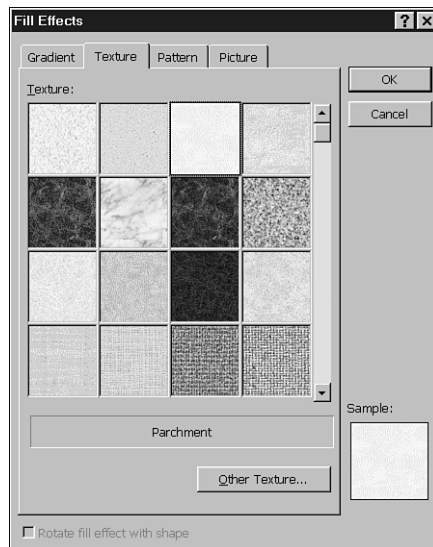 Fill Effects
Gradient Texture Pattern Picture
Texture:
OK
Cancel
Parchment
Sample:
Other Texture...
Rotate fill effect with shape